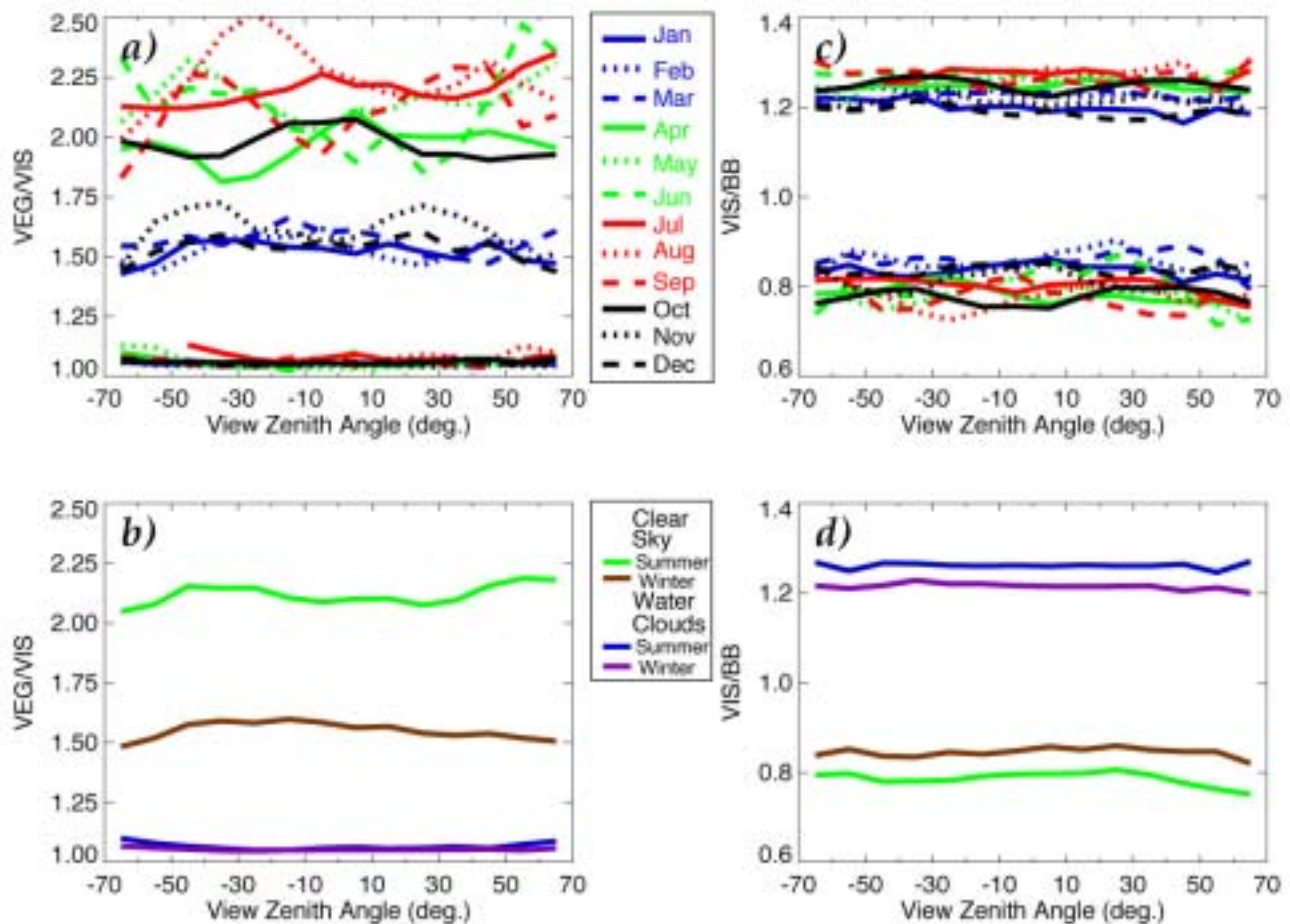 a)
2.50
2.25
2.00
1.75
1.50
1.25
1.00
VEG/VIS
-70 -50 -30 -10 10 30 50 70
View Zenith Angle (deg.)
Jan
Feb
Mar
Apr
May
Jun
Jul
Aug
Sep
Oct
Nov
Dec
c)
1.4
1.2
1.0
0.8
0.6
VIS/BB
-70 -50 -30 -10 10 30 50 70
View Zenith Angle (deg.)
b)
2.50
2.25
2.00
1.75
1.50
1.25
1.00
VEG/VIS
-70 -50 -30 -10 10 30 50 70
View Zenith Angle (deg.)
Clear
Sky
Summer
Winter
Water
Clouds
Summer
Winter
d)
1.4
1.2
1.0
0.8
0.6
VIS/BB
-70 -50 -30 -10 10 30 50 70
View Zenith Angle (deg.)